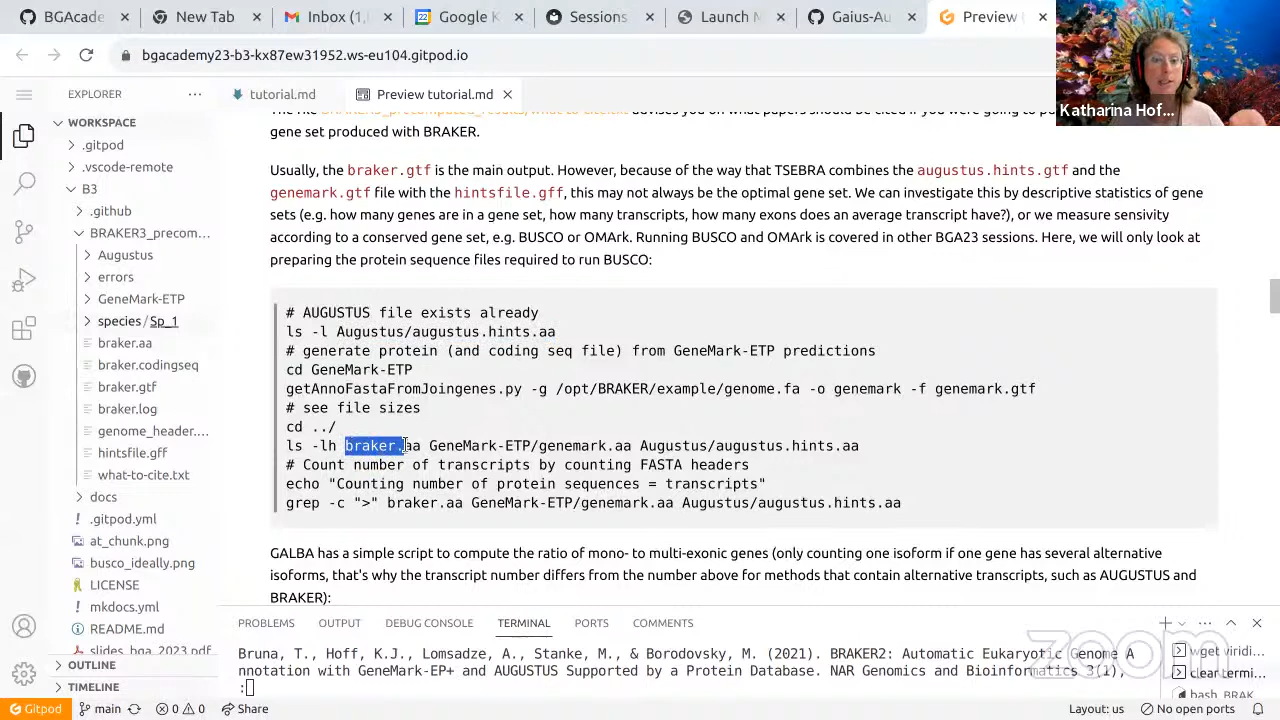 BGAcade
New Tab
Inbox (1,
Google K
Sessions
Launch M
Gaius-Au
Preview
bgacademy23-b3-kx87ew31952.ws-eu104.gitpod.io
Katharina Hof...
EXPLORER
tutorial.md
Preview tutorial.md
WORKSPACE
.gitpod
.vscode-remote
B3
.github
BRAKER3_precom...
Augustus
errors
GeneMark-ETP
species/Sp_1
braker.aa
braker.codingseq
braker.gtf
braker.log
genome_header....
hintsfile.gff
what-to-cite.txt
docs
.gitpod.yml
at_chunk.png
busco_ideally.png
LICENSE
mkdocs.yml
README.md
slides_bga_2023.pdf
OUTLINE
TIMELINE
gene set produced with BRAKER.
Usually, the braker.gtf is the main output. However, because of the way that TSEBRA combines the augustus.hints.gtf and the
genemark.gtf file with the hintsfile.gff, this may not always be the optimal gene set. We can investigate this by descriptive statistics of gene
sets (e.g. how many genes are in a gene set, how many transcripts, how many exons does an average transcript have?), or we measure sensivity
according to a conserved gene set, e.g. BUSCO or OMArk. Running BUSCO and OMArk is covered in other BGA23 sessions. Here, we will only look at
preparing the protein sequence files required to run BUSCO:
# AUGUSTUS file exists already
ls -l Augustus/augustus.hints.aa
# generate protein (and coding seq file) from GeneMark-ETP predictions
cd GeneMark-ETP
getAnnoFastaFromJoingenes.py -g /opt/BRAKER/example/genome.fa -o genemark -f genemark.gtf
# see file sizes
cd ../
ls -lh braker.aa GeneMark-ETP/genemark.aa Augustus/augustus.hints.aa
# Count number of transcripts by counting FASTA headers
echo "Counting number of protein sequences = transcripts"
grep -c ">" braker.aa GeneMark-ETP/genemark.aa Augustus/augustus.hints.aa
GALBA has a simple script to compute the ratio of mono- to multi-exonic genes (only counting one isoform if one gene has several alternative
isoforms, that's why the transcript number differs from the number above for methods that contain alternative transcripts, such as AUGUSTUS and
BRAKER):
PROBLEMS
OUTPUT
DEBUG CONSOLE
TERMINAL
PORTS
COMMENTS
Bruna, T., Hoff, K.J., Lomsadze, A., Stanke, M., & Borodovsky, M. (2021). BRAKER2: Automatic Eukaryotic Genome A
nnotation with GeneMark-EP+ and AUGUSTUS Supported by a Protein Database. NAR Genomics and Bioinformatics 3(1),
:
wget viridi...
clear termi...
bash BRAK
zoom
Gitpod
main
0
0
Share
Layout: us
No open ports